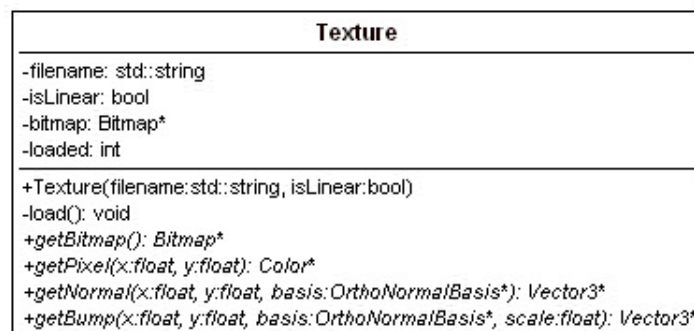 Texture
-filename: std::string
-isLinear: bool
-bitmap: Bitmap*
-loaded: int
+Texture(filename:std::string, isLinear:bool)
-load(): void
+getBitmap(): Bitmap*
+getPixel(x:float, y:float): Color*
+getNormal(x:float, y:float, basis:OrthoNormalBasis*): Vector3*
+getBump(x:float, y:float, basis:OrthoNormalBasis*, scale:float): Vector3*